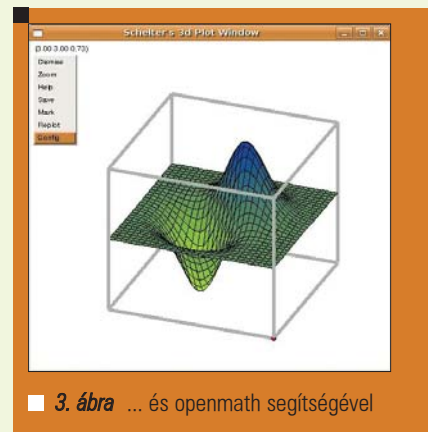 Schelter's 3d Plot Window
(3.00 3.00 0.73)
Dismiss
Zoom
Help
Save
Mark
Replot
Config
3. ábra ... és openmath segítségével